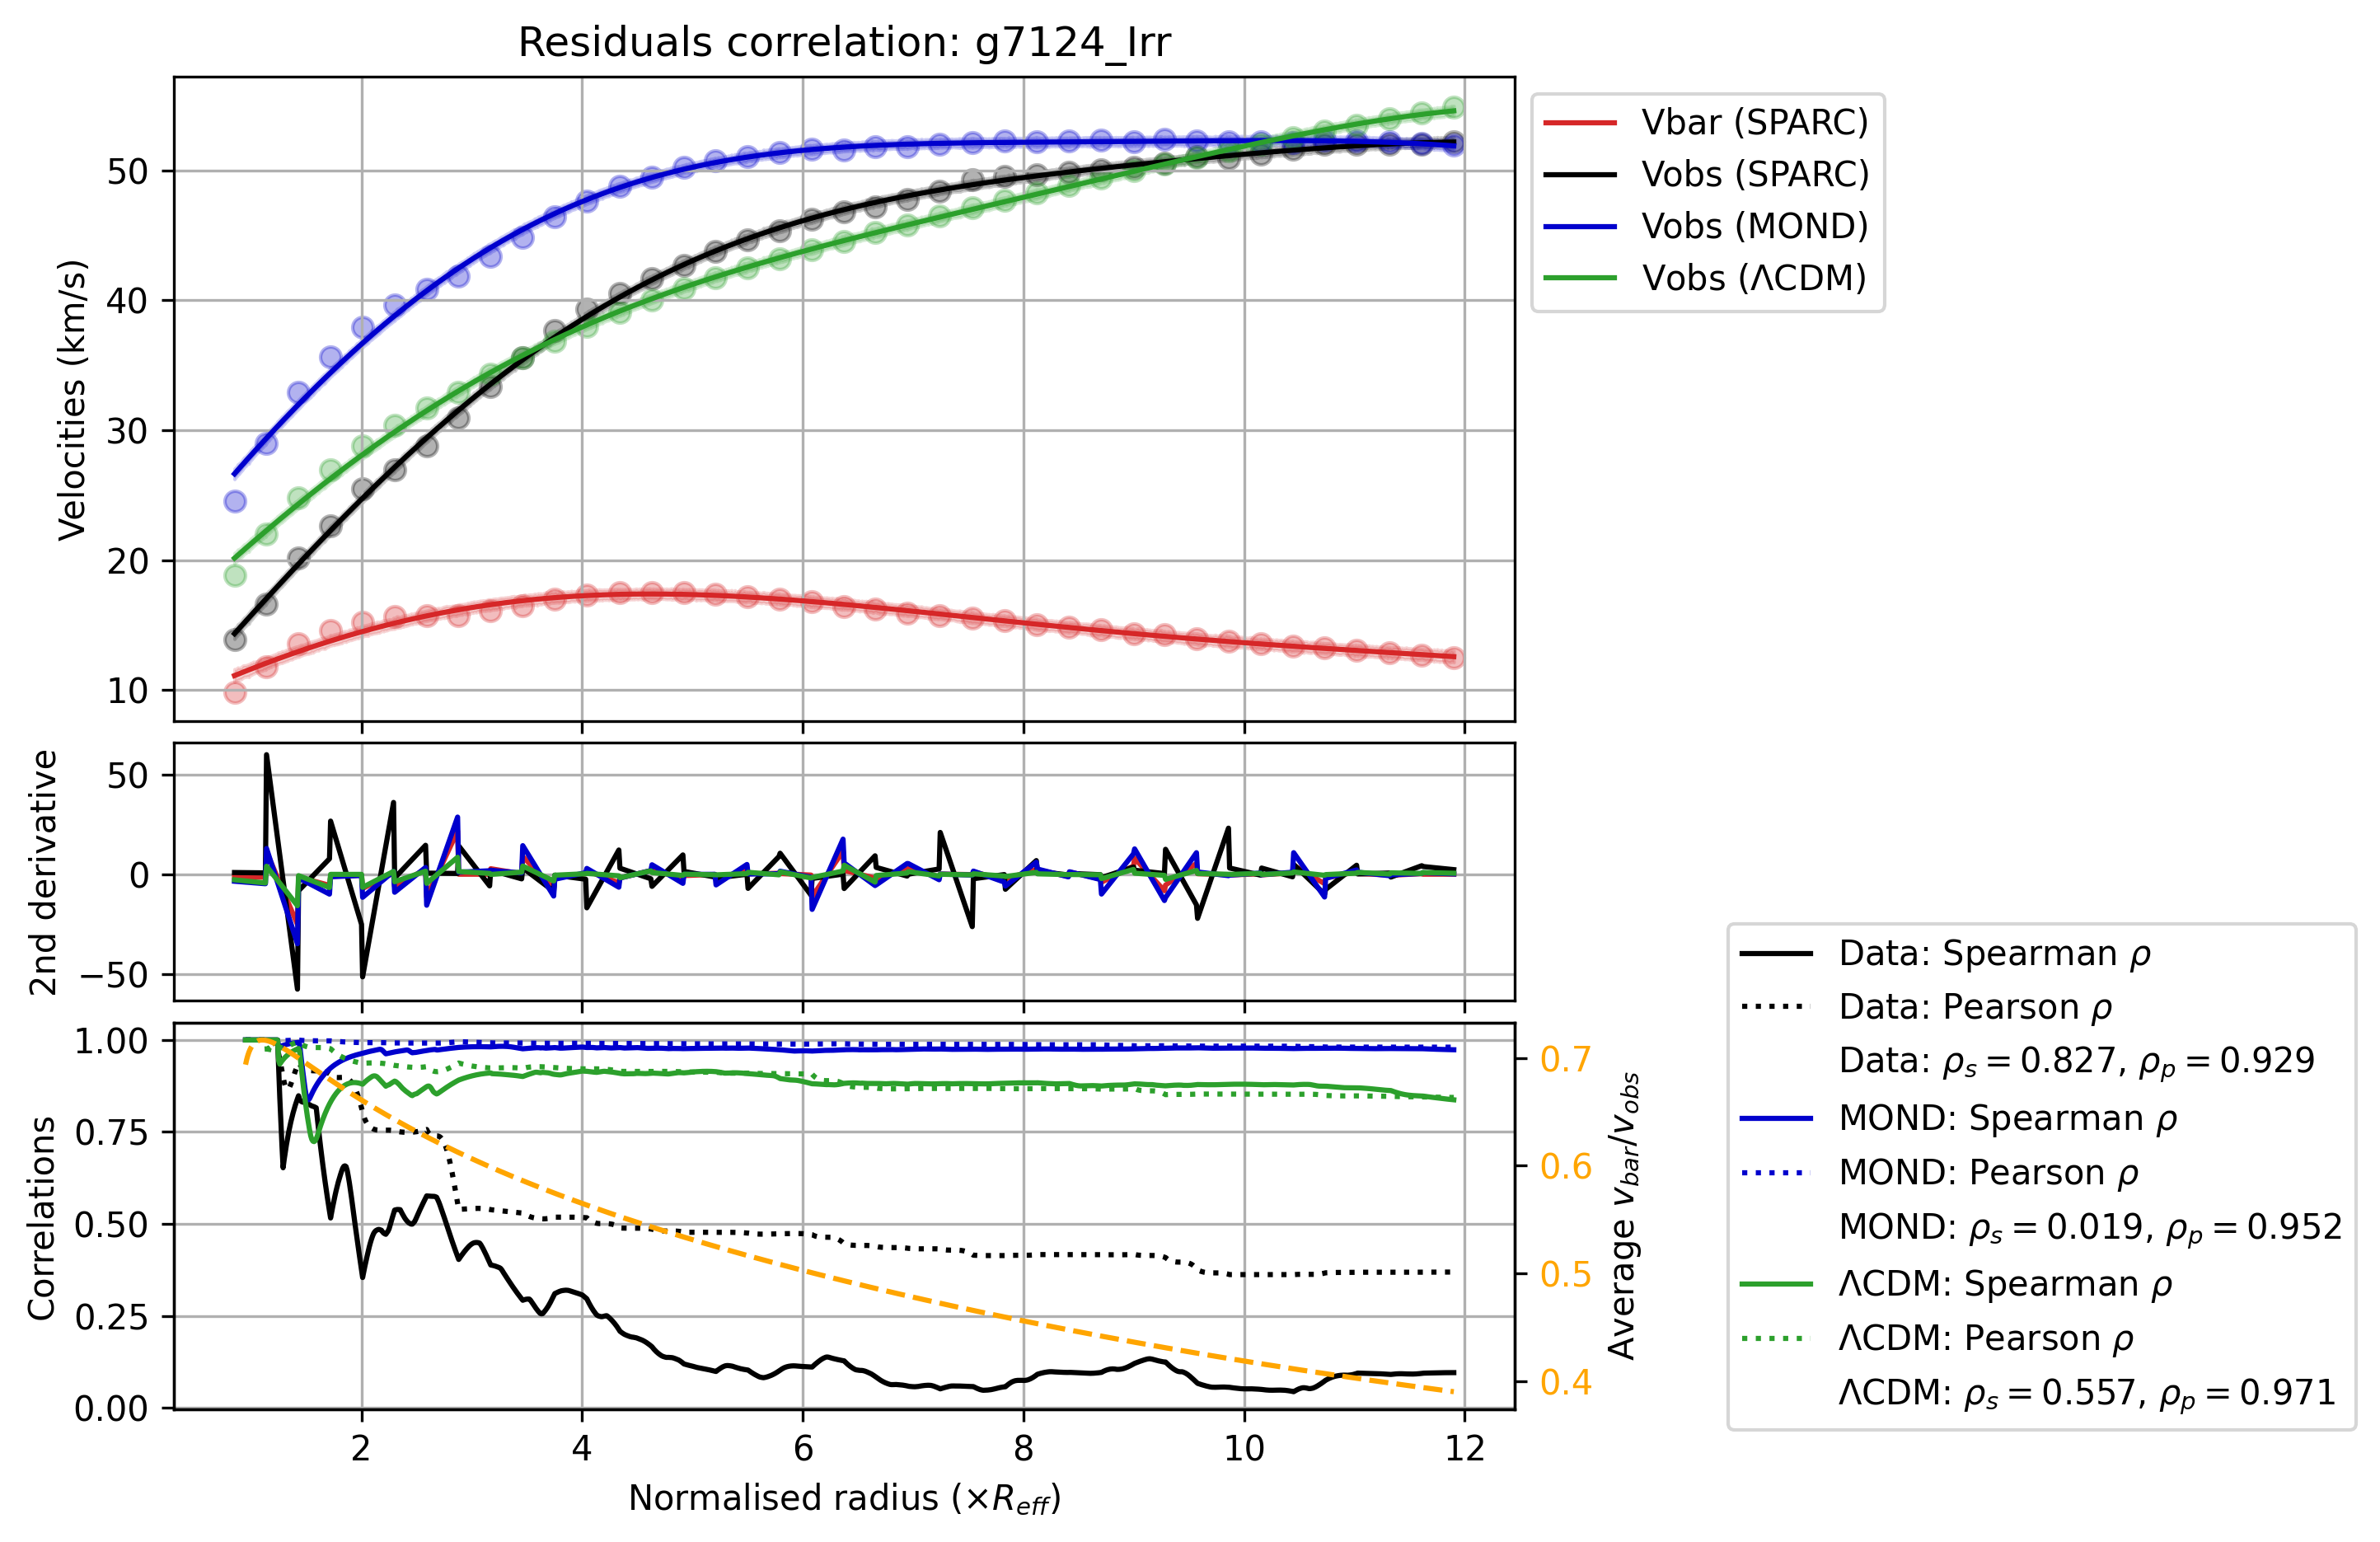 Residuals correlation: g7124_Irr
Velocities (km/s)
50
40
30
20
10
Vbar (SPARC)
Vobs (SPARC)
Vobs (MOND)
Vobs (ΛCDM)
2nd derivative
50
0
−50
Correlations
1.00
0.75
0.50
0.25
0.00
0.7
0.6
0.5
0.4
Average v_bar/v_obs
2 4 6 8 10 12
Normalised radius (×R_eff)
Data: Spearman ρ
Data: Pearson ρ
Data: ρ_s = 0.827, ρ_p = 0.929
MOND: Spearman ρ
MOND: Pearson ρ
MOND: ρ_s = 0.019, ρ_p = 0.952
ΛCDM: Spearman ρ
ΛCDM: Pearson ρ
ΛCDM: ρ_s = 0.557, ρ_p = 0.971